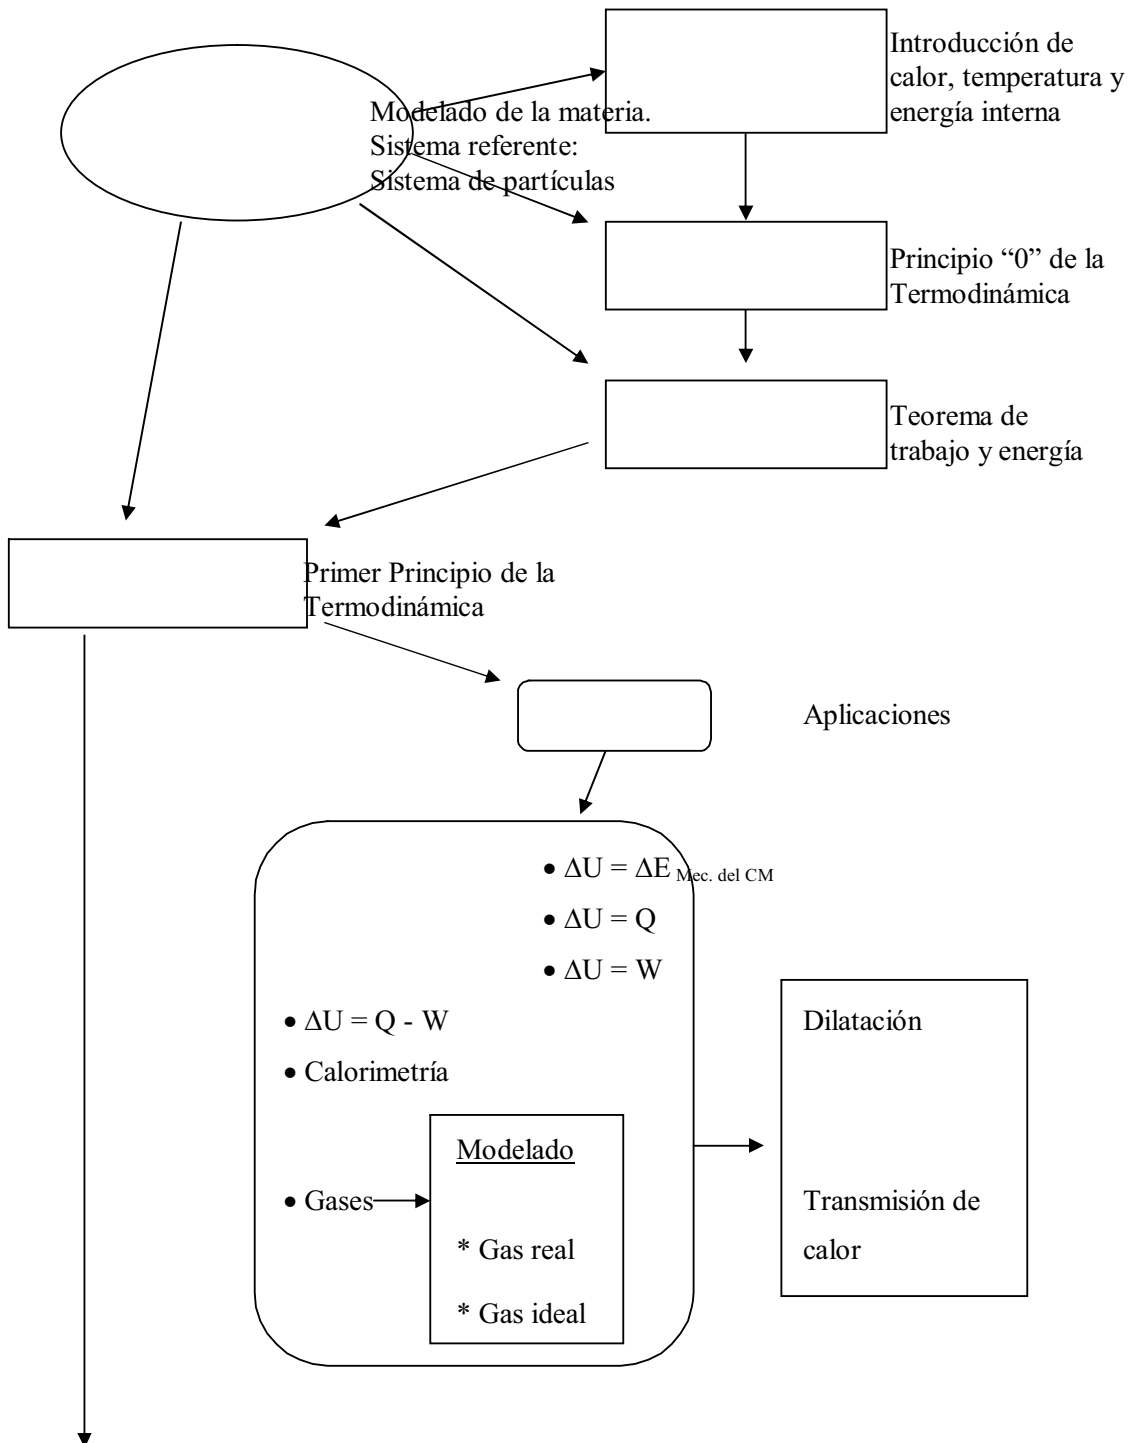 Introducción de
calor, temperatura y
energía interna
Modelado de la materia.
Sistema referente:
Sistema de partículas
Principio “0” de la
Termodinámica
Teorema de
trabajo y energía
Primer Principio de la
Termodinámica
Aplicaciones
• ΔU = ΔE Mec. del CM
• ΔU = Q
• ΔU = W
• ΔU = Q - W
• Calorimetría
• Gases
Modelado
* Gas real
* Gas ideal
Dilatación
Transmisión de
calor